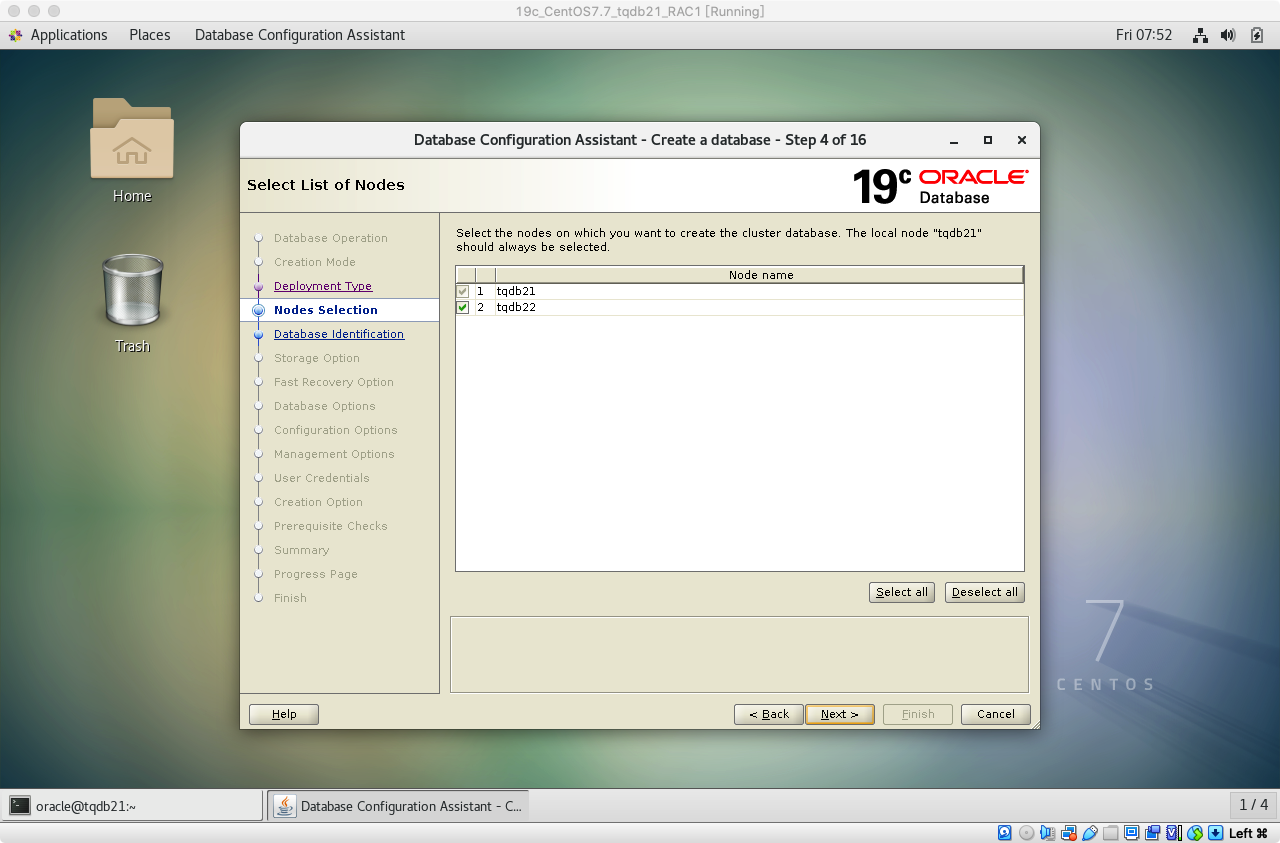 19c_CentOS7.7_tqdb21_RAC1 [Running]
Applications Places Database Configuration Assistant Fri 07:52
Home
Trash
Database Configuration Assistant - Create a database - Step 4 of 16
Select List of Nodes
19c ORACLE
Database
Database Operation
Creation Mode
Deployment Type
Nodes Selection
Database Identification
Storage Option
Fast Recovery Option
Database Options
Configuration Options
Management Options
User Credentials
Creation Option
Prerequisite Checks
Summary
Progress Page
Finish
Select the nodes on which you want to create the cluster database. The local node "tqdb21"
should always be selected.
Node name
1 tqdb21
2 tqdb22
Select all Deselect all
Help < Back Next > Finish Cancel
7
CENTOS
oracle@tqdb21:~ Database Configuration Assistant - C... 1 / 4
Left ⌘